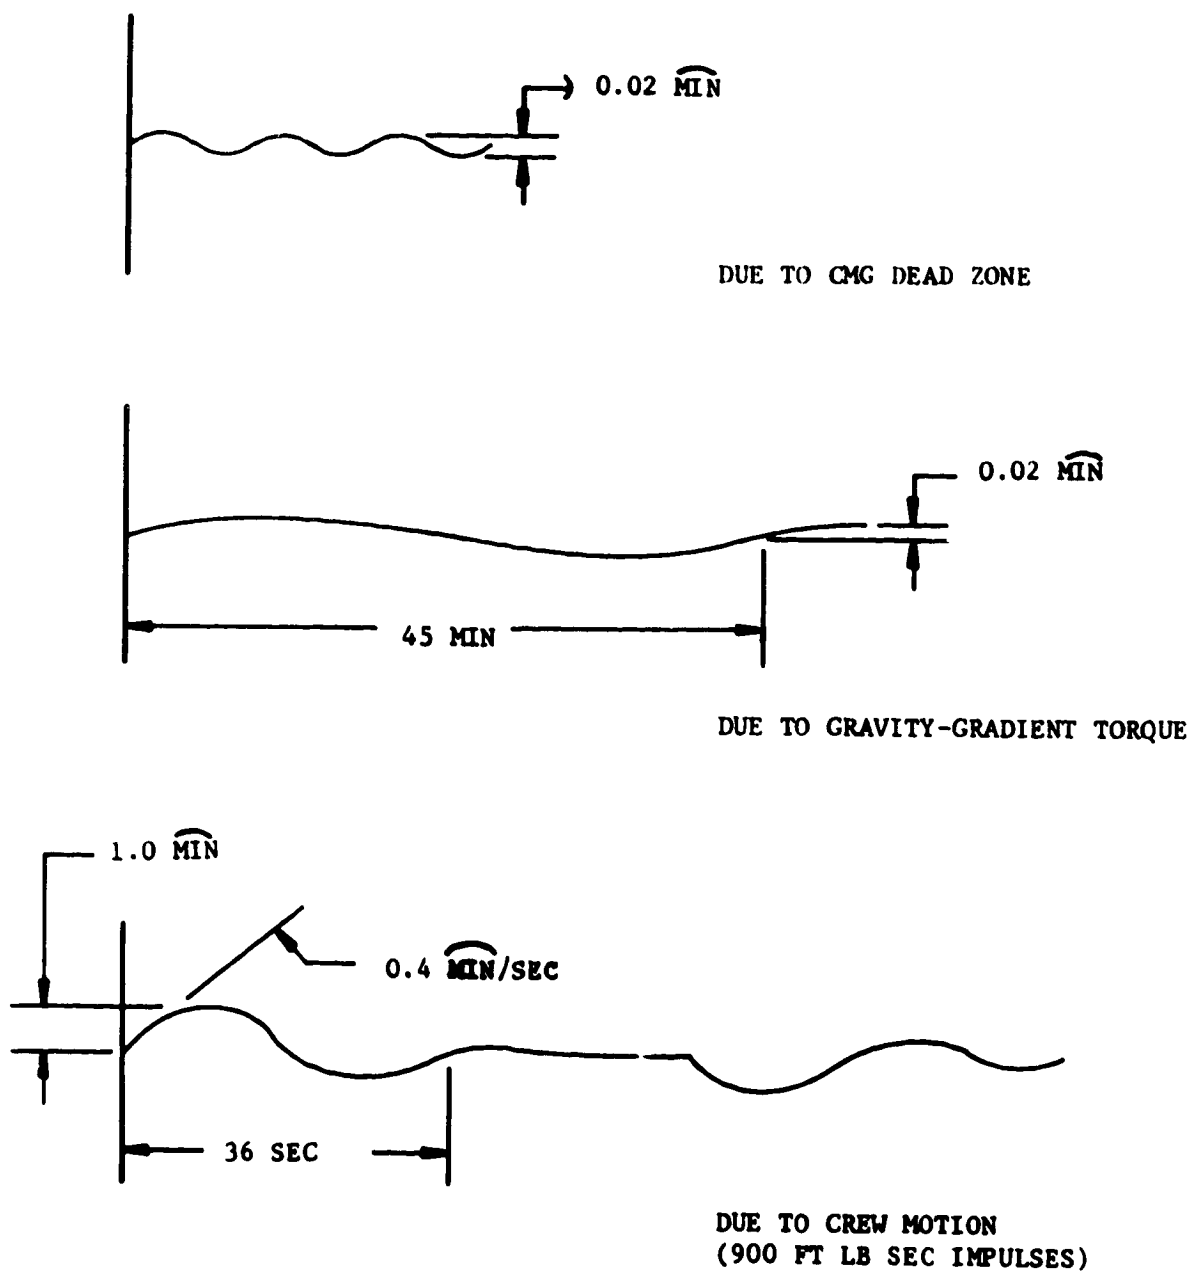 0.02 MIN
DUE TO CMG DEAD ZONE
0.02 MIN
45 MIN
DUE TO GRAVITY-GRADIENT TORQUE
1.0 MIN
0.4 MIN/SEC
36 SEC
DUE TO CREW MOTION
(900 FT LB SEC IMPULSES)